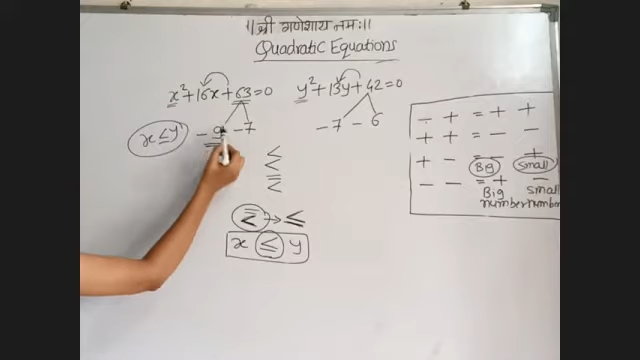 ॥ श्री गणेशाय नमः ॥
Quadratic Equations
x² + 16x + 63 = 0
y² + 13y + 42 = 0
x ≤ y
- 9 - 7
- 7 - 6
<
<
=
<
< → ≤
x ≤ y
+ + = + +
+ + = - -
+ - = - +
Big small
- - = + -
Big small
number number